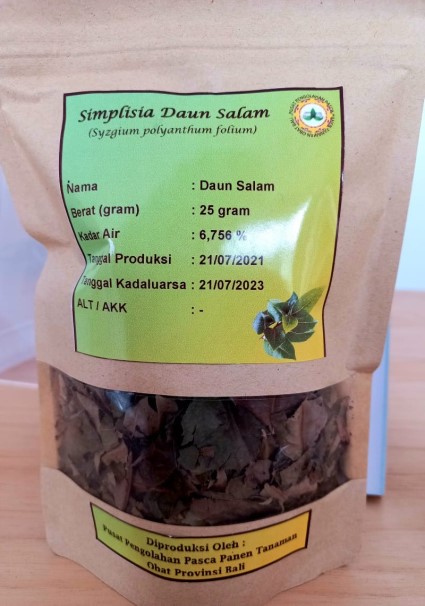 Simplisia Daun Salam
(Syzgium polyanthum folium)
Nama : Daun Salam
Berat (gram) : 25 gram
Kadar Air : 6,756 %
Tanggal Produksi : 21/07/2021
Tanggal Kadaluarsa : 21/07/2023
ALT / AKK : -
Diproduksi Oleh :
Pusat Pengolahan Pasca Panen Tanaman
Obat Provinsi Bali